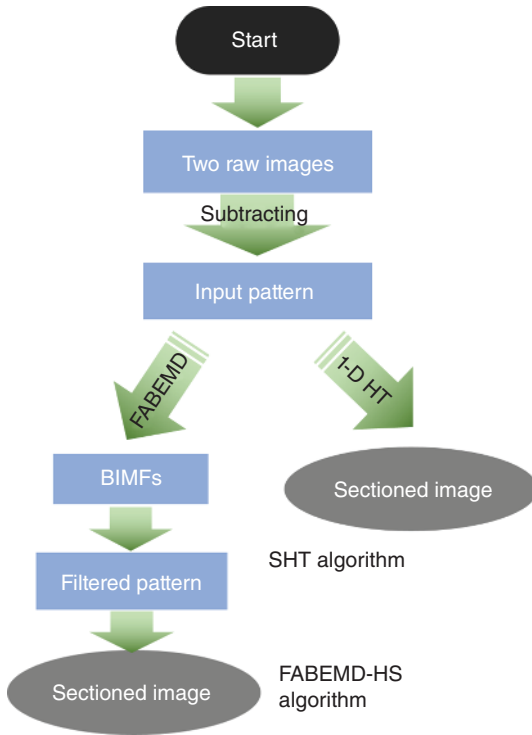 Start
Two raw images
Subtracting
Input pattern
FABEMD
1-D HT
BIMFs
Sectioned image
SHT algorithm
Filtered pattern
Sectioned image
FABEMD-HS
algorithm